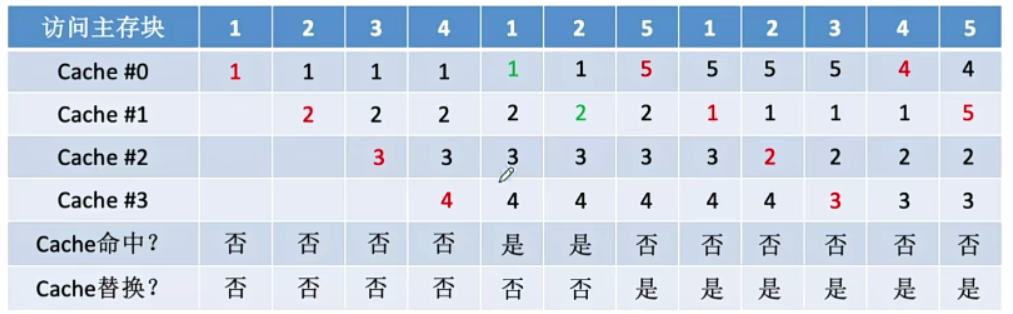 访问主存块 1 2 3 4 1 2 5 1 2 3 4 5
Cache #0 1 1 1 1 1 1 5 5 5 5 4 4
Cache #1 2 2 2 2 2 2 1 1 1 1 5
Cache #2 3 3 3 3 3 3 2 2 2 2
Cache #3 4 4 4 4 4 4 3 3 3
Cache命中? 否 否 否 否 是 是 否 否 否 否 否 否
Cache替换? 否 否 否 否 否 否 是 是 是 是 是 是